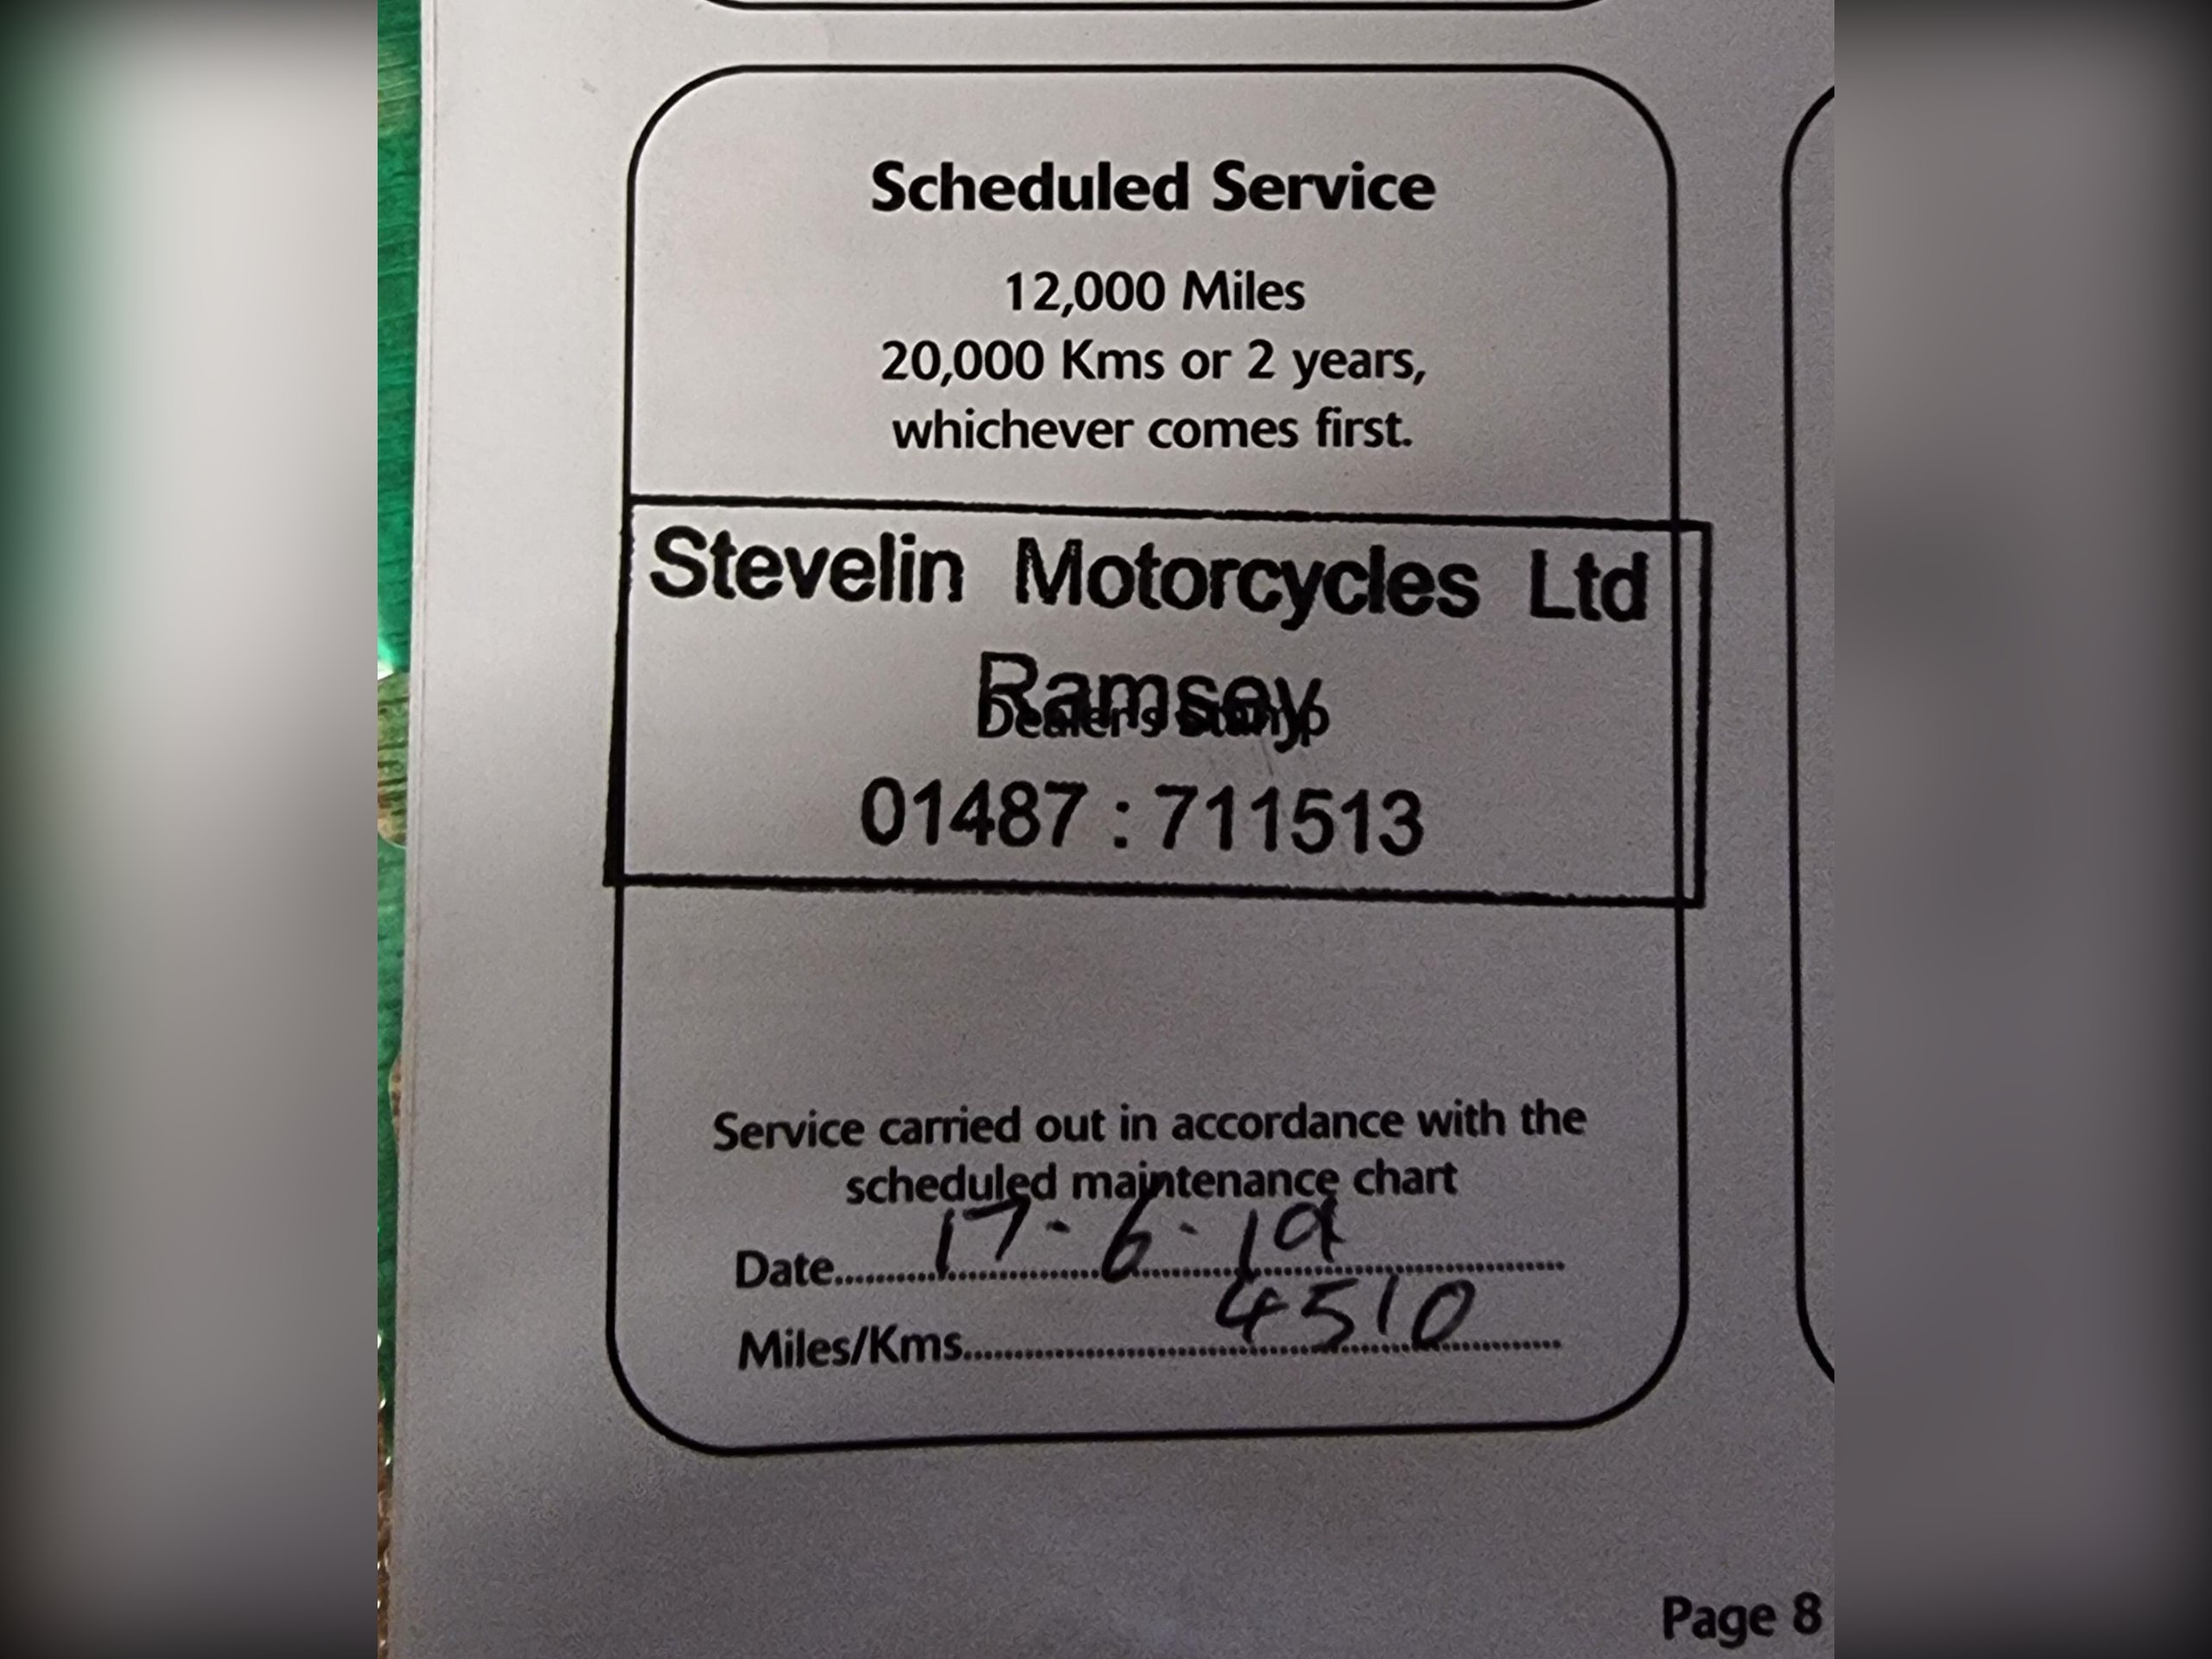 Scheduled Service
12,000 Miles
20,000 Kms or 2 years,
whichever comes first.
Stevelin Motorcycles Ltd
Ramsey
Dealer's Stamp
01487 : 711513
Service carried out in accordance with the
scheduled maintenance chart
Date 17-6-19
Miles/Kms 4510
Page 8